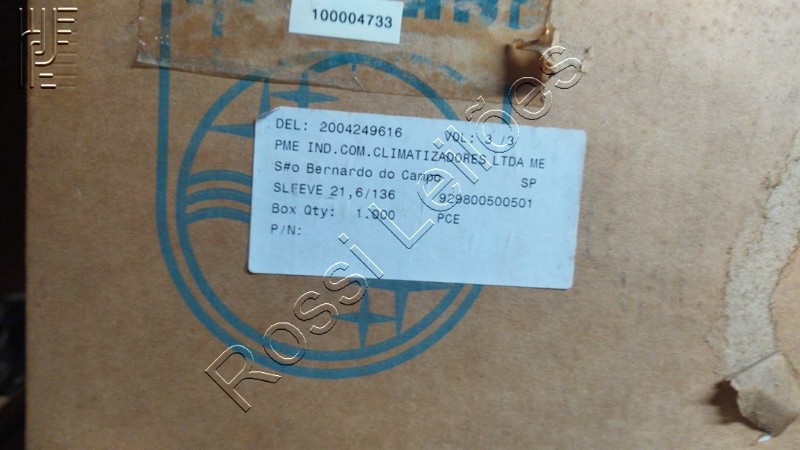 100004733
DEL: 2004249616 VOL: 3 /3
PME IND.COM.CLIMATIZADORES LTDA ME
S#o Bernardo do Campo SP
SLEEVE 21,6/136 929800500501
Box Qty: 1.000 PCE
P/N:
Rossi Leilões